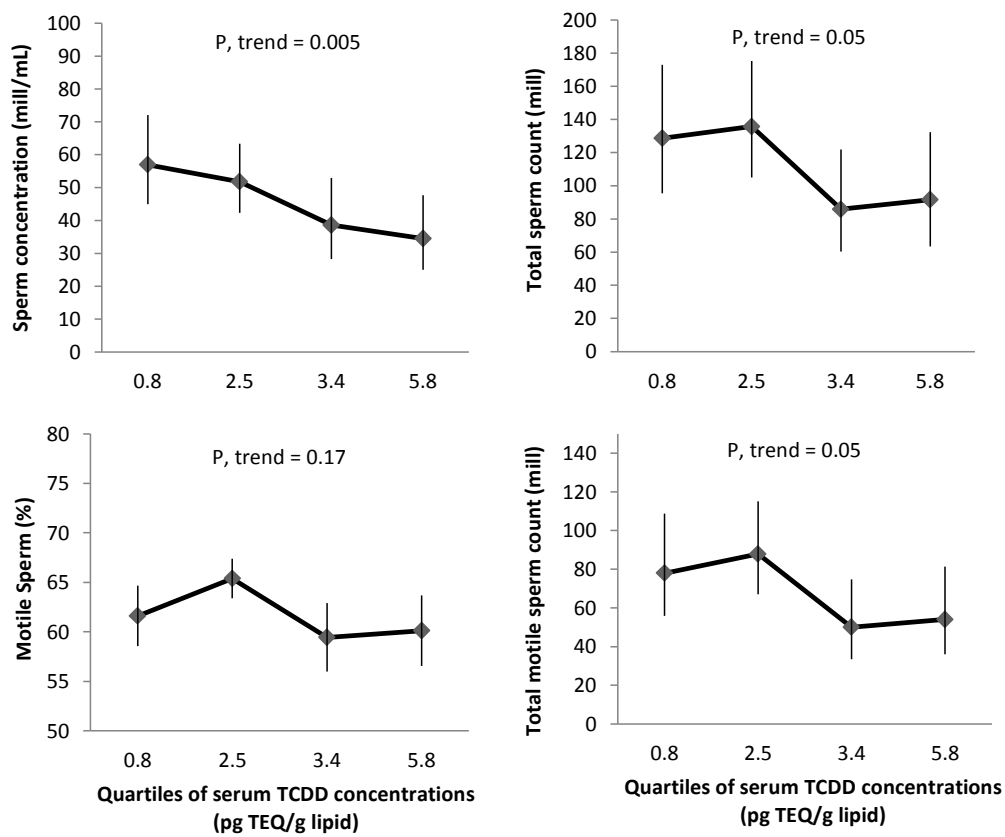 Sperm concentration (mill/mL)
100
90
80
70
60
50
40
30
20
10
0
P, trend = 0.005
0.8 2.5 3.4 5.8
Total sperm count (mill)
200
180
160
140
120
100
80
60
40
20
0
P, trend = 0.05
0.8 2.5 3.4 5.8
Motile Sperm (%)
80
75
70
65
60
55
50
P, trend = 0.17
0.8 2.5 3.4 5.8
Quartiles of serum TCDD concentrations
(pg TEQ/g lipid)
Total motile sperm count (mill)
140
120
100
80
60
40
20
0
P, trend = 0.05
0.8 2.5 3.4 5.8
Quartiles of serum TCDD concentrations
(pg TEQ/g lipid)